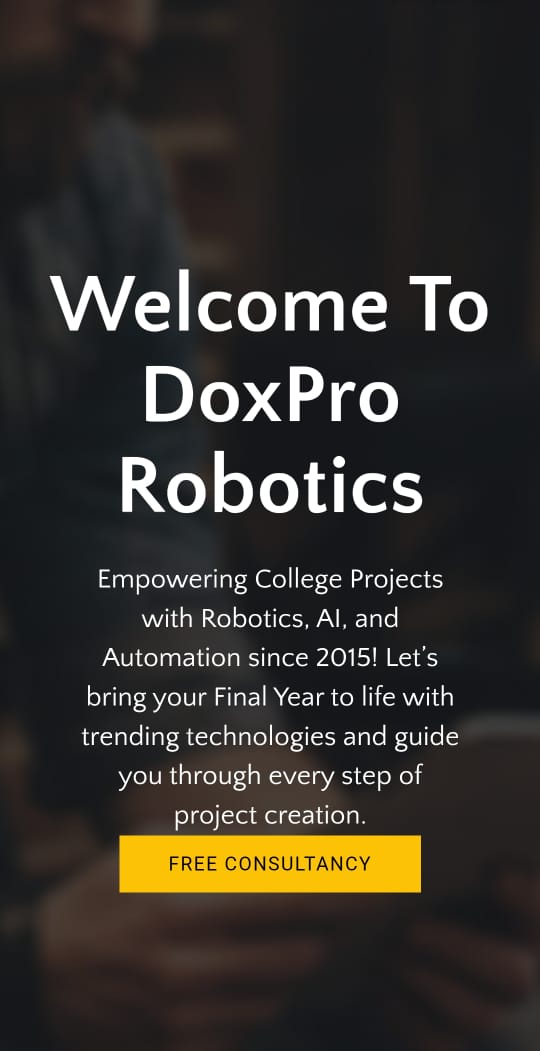 Welcome To
DoxPro
Robotics
Empowering College Projects
with Robotics, AI, and
Automation since 2015! Let’s
bring your Final Year to life with
trending technologies and guide
you through every step of
project creation.
FREE CONSULTANCY